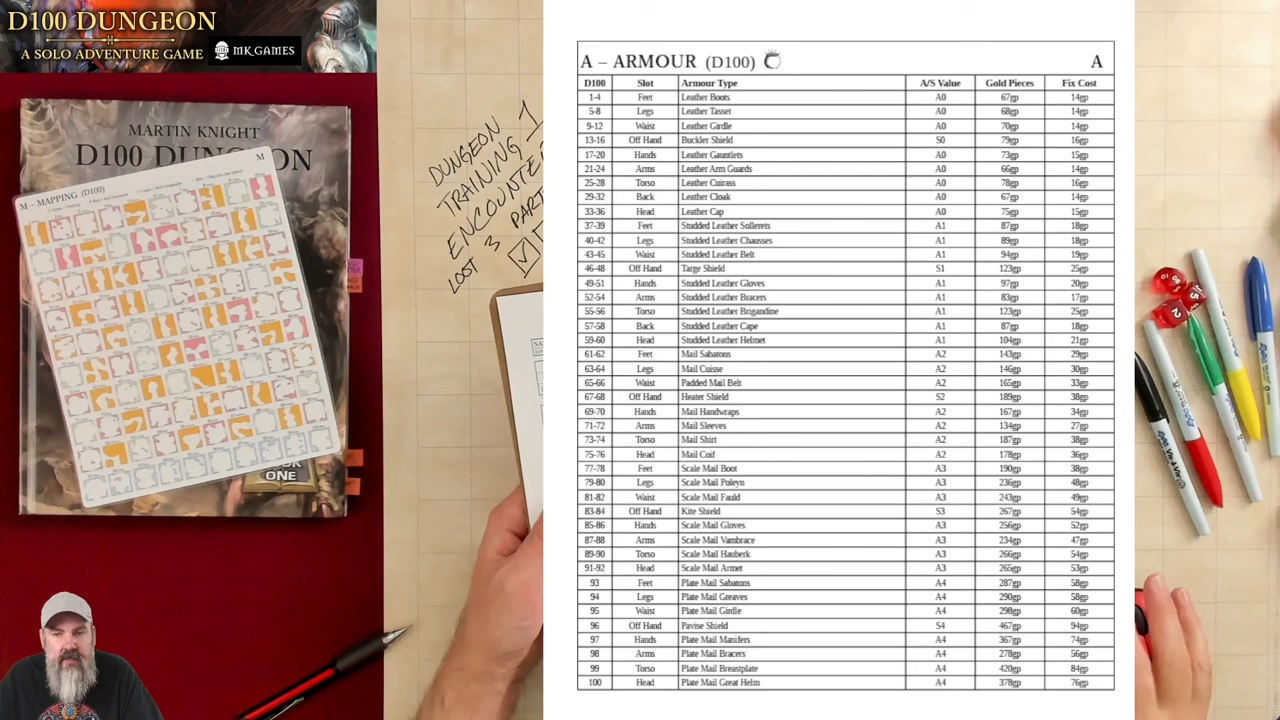 D100 DUNGEON
A SOLO ADVENTURE GAME
MK.GAMES
MARTIN KNIGHT
D100 DUNGEON
M – MAPPING (D100)
M
ONE
DUNGEON
TRAINING 1
ENCOUNTE
LOST 3 PART
A – ARMOUR (D100) A
D100 Slot Armour Type A/S Value Gold Pieces Fix Cost
1-4 Feet Leather Boots A0 67gp 14gp
5-8 Legs Leather Tasset A0 68gp 14gp
9-12 Waist Leather Girdle A0 70gp 14gp
13-16 Off Hand Buckler Shield S0 79gp 16gp
17-20 Hands Leather Gauntlets A0 73gp 15gp
21-24 Arms Leather Arm Guards A0 66gp 14gp
25-28 Torso Leather Cuirass A0 78gp 16gp
29-32 Back Leather Cloak A0 67gp 14gp
33-36 Head Leather Cap A0 75gp 15gp
37-39 Feet Studded Leather Sollerets A1 87gp 18gp
40-42 Legs Studded Leather Chausses A1 89gp 18gp
43-45 Waist Studded Leather Belt A1 94gp 19gp
46-48 Off Hand Targe Shield S1 123gp 25gp
49-51 Hands Studded Leather Gloves A1 97gp 20gp
52-54 Arms Studded Leather Bracers A1 83gp 17gp
55-56 Torso Studded Leather Brigandine A1 123gp 25gp
57-58 Back Studded Leather Cape A1 87gp 18gp
59-60 Head Studded Leather Helmet A1 104gp 21gp
61-62 Feet Mail Sabatons A2 143gp 29gp
63-64 Legs Mail Cuisse A2 146gp 30gp
65-66 Waist Padded Mail Belt A2 165gp 33gp
67-68 Off Hand Heater Shield S2 189gp 38gp
69-70 Hands Mail Handwraps A2 167gp 34gp
71-72 Arms Mail Sleeves A2 134gp 27gp
73-74 Torso Mail Shirt A2 187gp 38gp
75-76 Head Mail Coif A2 178gp 36gp
77-78 Feet Scale Mail Boot A3 190gp 38gp
79-80 Legs Scale Mail Poleyn A3 236gp 48gp
81-82 Waist Scale Mail Fauld A3 243gp 49gp
83-84 Off Hand Kite Shield S3 267gp 54gp
85-86 Hands Scale Mail Gloves A3 256gp 52gp
87-88 Arms Scale Mail Vambrace A3 234gp 47gp
89-90 Torso Scale Mail Hauberk A3 266gp 54gp
91-92 Head Scale Mail Armet A3 265gp 53gp
93 Feet Plate Mail Sabatons A4 287gp 58gp
94 Legs Plate Mail Greaves A4 290gp 58gp
95 Waist Plate Mail Girdle A4 298gp 60gp
96 Off Hand Pavise Shield S4 467gp 94gp
97 Hands Plate Mail Manifers A4 367gp 74gp
98 Arms Plate Mail Bracers A4 278gp 56gp
99 Torso Plate Mail Breastplate A4 420gp 84gp
100 Head Plate Mail Great Helm A4 378gp 76gp